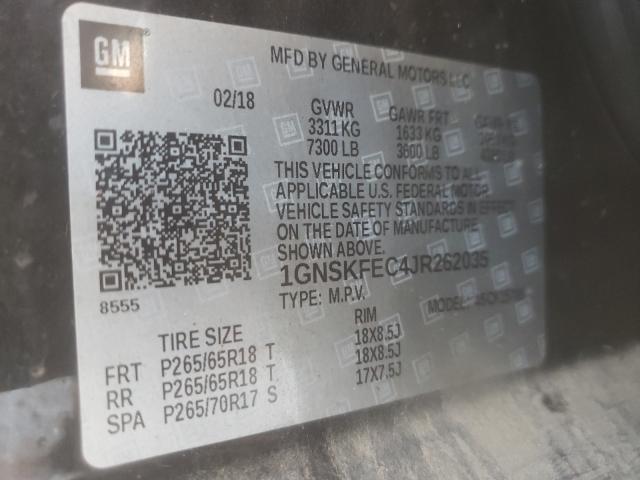 GM
MFD BY GENERAL MOTORS LLC
02/18 GVWR GAWR FRT
3311 KG 1633 KG
7300 LB 3600 LB
THIS VEHICLE CONFORMS TO ALL
APPLICABLE U.S. FEDERAL MOTOR
VEHICLE SAFETY STANDARDS IN EFFECT
ON THE DATE OF MANUFACTURE
1GNSKFEC4JR262035
8555 TYPE: M.P.V. MODEL:
TIRE SIZE RIM
FRT P265/65R18 T 18X8.5J
RR P265/65R18 T 18X8.5J
SPA P265/70R17 S 17X7.5J